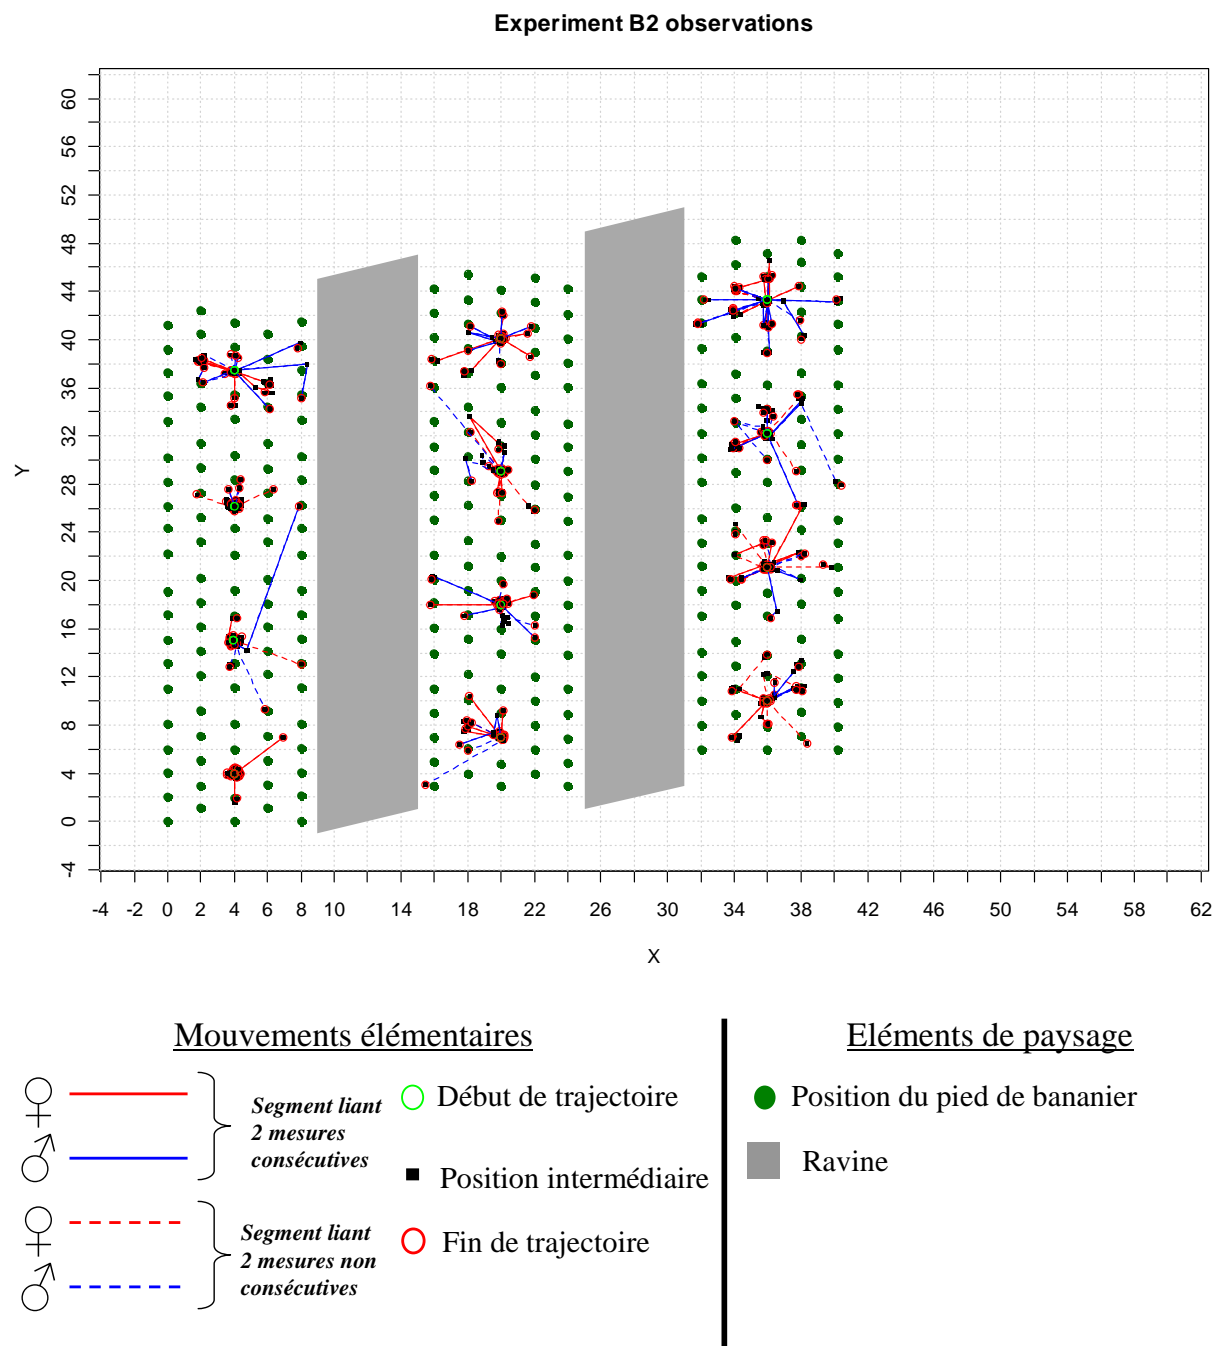 Experiment B2 observations
60
56
52
48
44
40
36
32
28
24
20
16
12
8
4
0
-4
Y
-4 -2 0 2 4 6 8 10 14 18 22 26 30 34 38 42 46 50 54 58 62
X
Mouvements élémentaires
Segment liant
2 mesures
consécutives
Segment liant
2 mesures non
consécutives
Début de trajectoire
Position intermédiaire
Fin de trajectoire
Eléments de paysage
Position du pied de bananier
Ravine